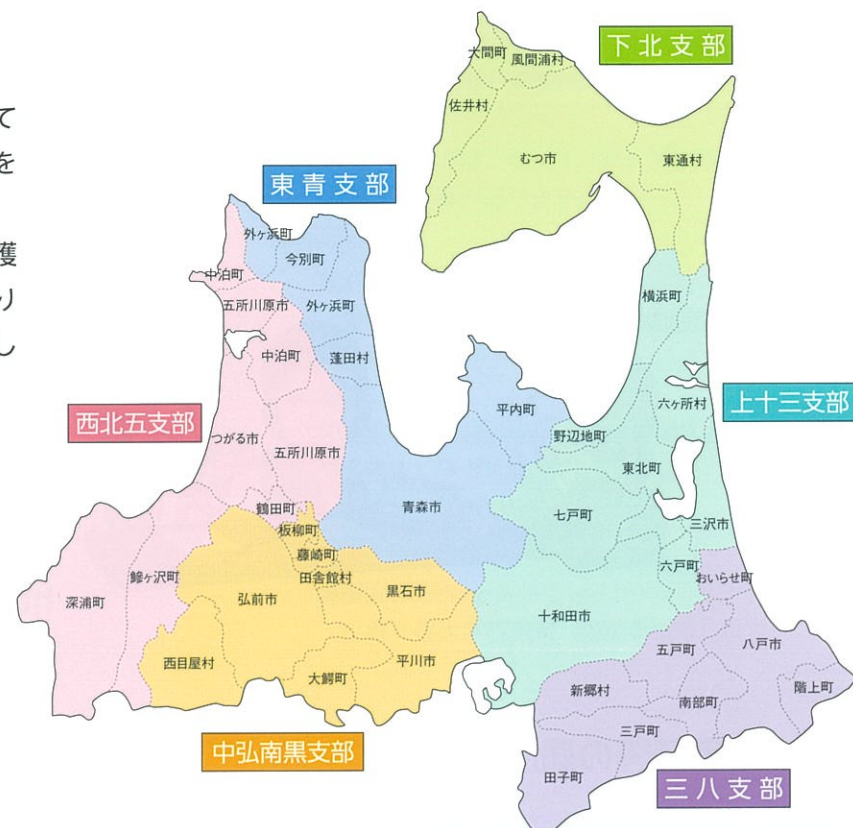 て
を
獲
り
し
下北支部
大間町
風間浦村
佐井村
むつ市
東通村
東青支部
外ヶ浜町
今別町
中泊町
五所川原市
外ヶ浜町
中泊町
蓬田村
横浜町
西北五支部
つがる市
五所川原市
平内町
野辺地町
六ヶ所村
上十三支部
東北町
青森市
七戸町
三沢市
鶴田町
板柳町
藤崎町
田舎館村
六戸町
おいらせ町
深浦町
鰺ヶ沢町
弘前市
黒石市
十和田市
西目屋村
大鰐町
平川市
五戸町
八戸市
新郷村
南部町
階上町
三戸町
田子町
中弘南黒支部
三八支部